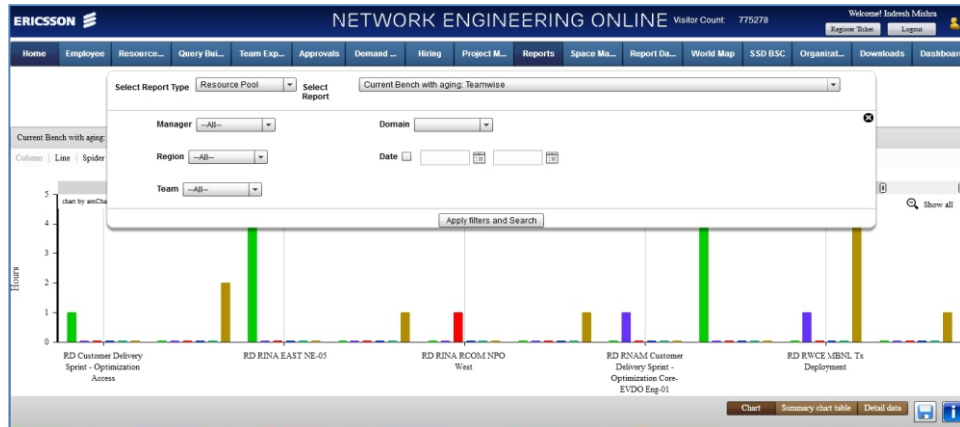 ERICSSON NETWORK ENGINEERING ONLINE Visitor Count: 775278 Welcome! Indresh Mishra
Register Ticket Logout
Home Employee Resource... Query Bui... Team Exp... Approvals Demand ... Hiring Project M... Reports Space Ma... Report Da... World Map SSD BSC Organizat... Downloads Dashboar
Select Report Type Resource Pool Select Report Current Bench with aging: Teamwise
Manager --All-- Domain
Current Bench with aging:
Column | Line | Spider Region --All-- Date
Team --All--
chart by amCha
Show all
Apply filters and Search
5
4
3
2
1
0
Hours
RD Customer Delivery
Sprint - Optimization
Access
RD RINA EAST NE-05
RD RINA RCOM NPO
West
RD RNAM Customer
Delivery Sprint -
Optimization Core-
EVDO Eng-01
RD RWCE MBNL Tx
Deployment
Chart Summary chart table Detail data